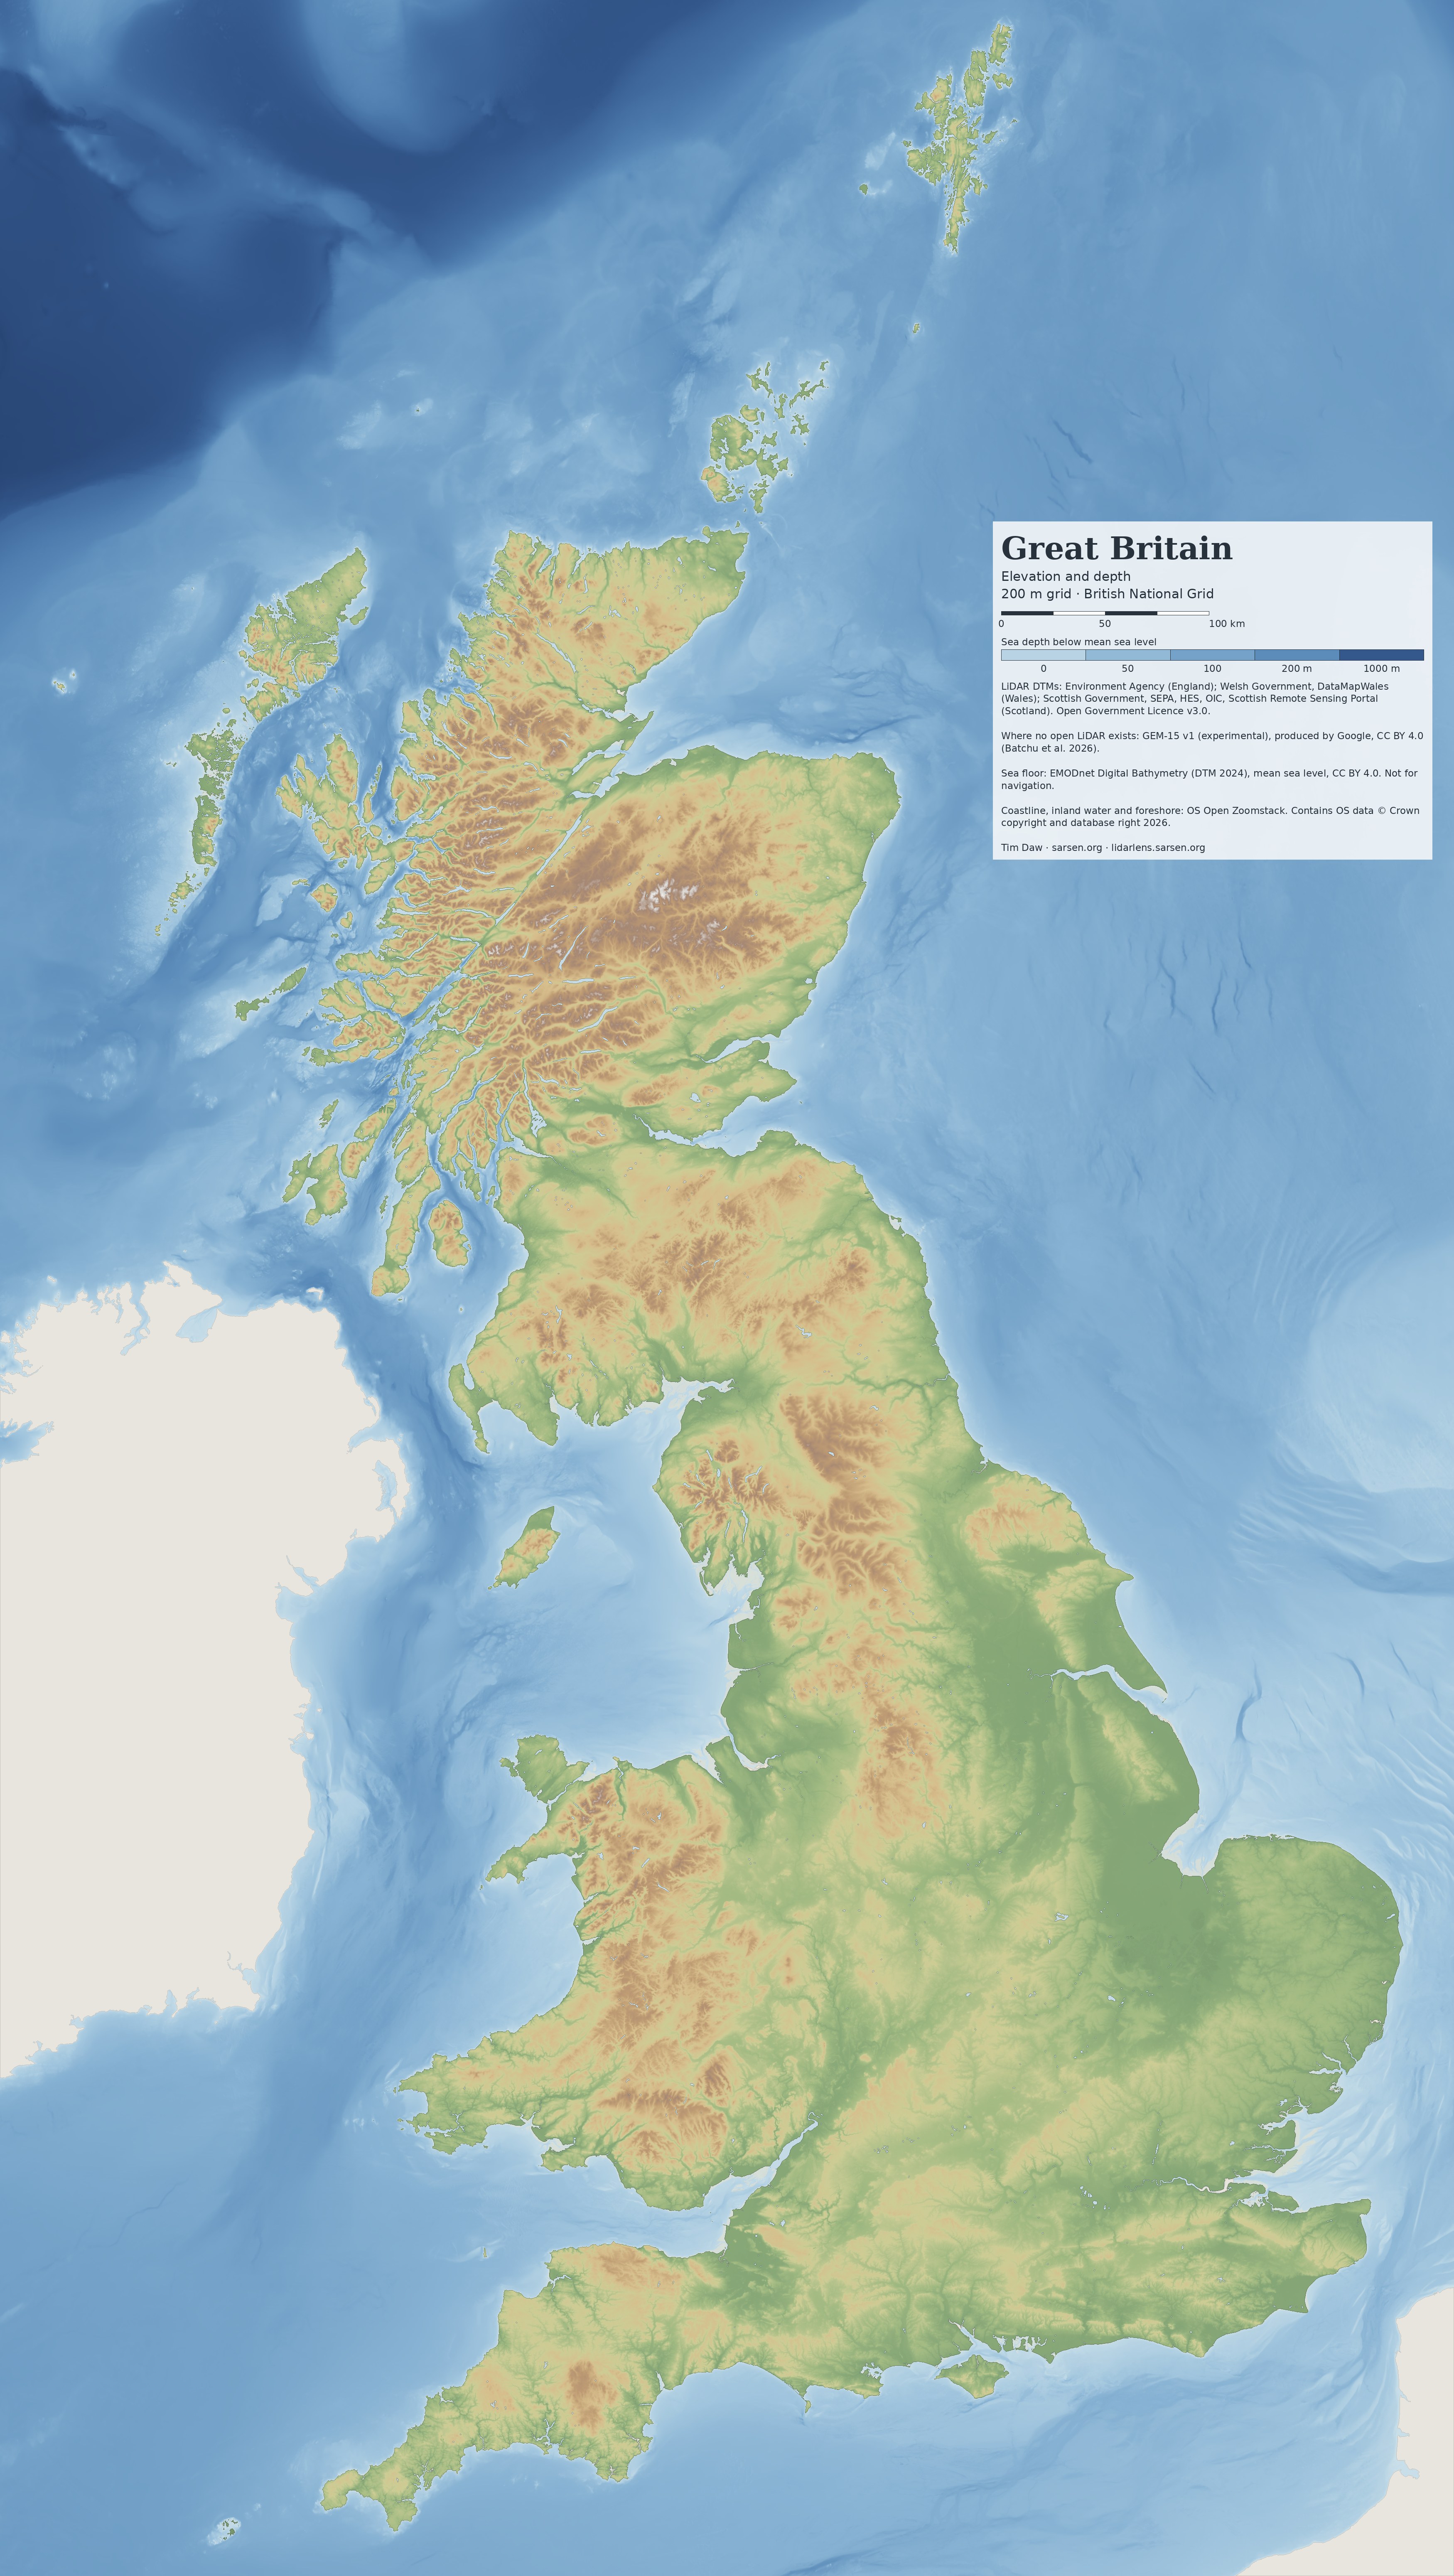 Great Britain
Elevation and depth
200 m grid · British National Grid
0 50 100 km
Sea depth below mean sea level
0 50 100 200 m 1000 m
LiDAR DTMs: Environment Agency (England); Welsh Government, DataMapWales
(Wales); Scottish Government, SEPA, HES, OIC, Scottish Remote Sensing Portal
(Scotland). Open Government Licence v3.0.
Where no open LiDAR exists: GEM-15 v1 (experimental), produced by Google, CC BY 4.0
(Batchu et al. 2026).
Sea floor: EMODnet Digital Bathymetry (DTM 2024), mean sea level, CC BY 4.0. Not for
navigation.
Coastline, inland water and foreshore: OS Open Zoomstack. Contains OS data © Crown
copyright and database right 2026.
Tim Daw · sarsen.org · lidarlens.sarsen.org